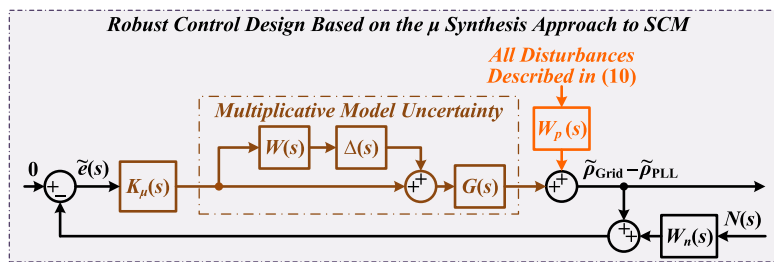 Robust Control Design Based on the μ Synthesis Approach to SCM
All Disturbances
Described in (10)
Multiplicative Model Uncertainty
W(s)
Δ(s)
W_p(s)
0
ẽ(s)
K_μ(s)
G(s)
ρ̃_Grid − ρ̃_PLL
W_n(s)
N(s)